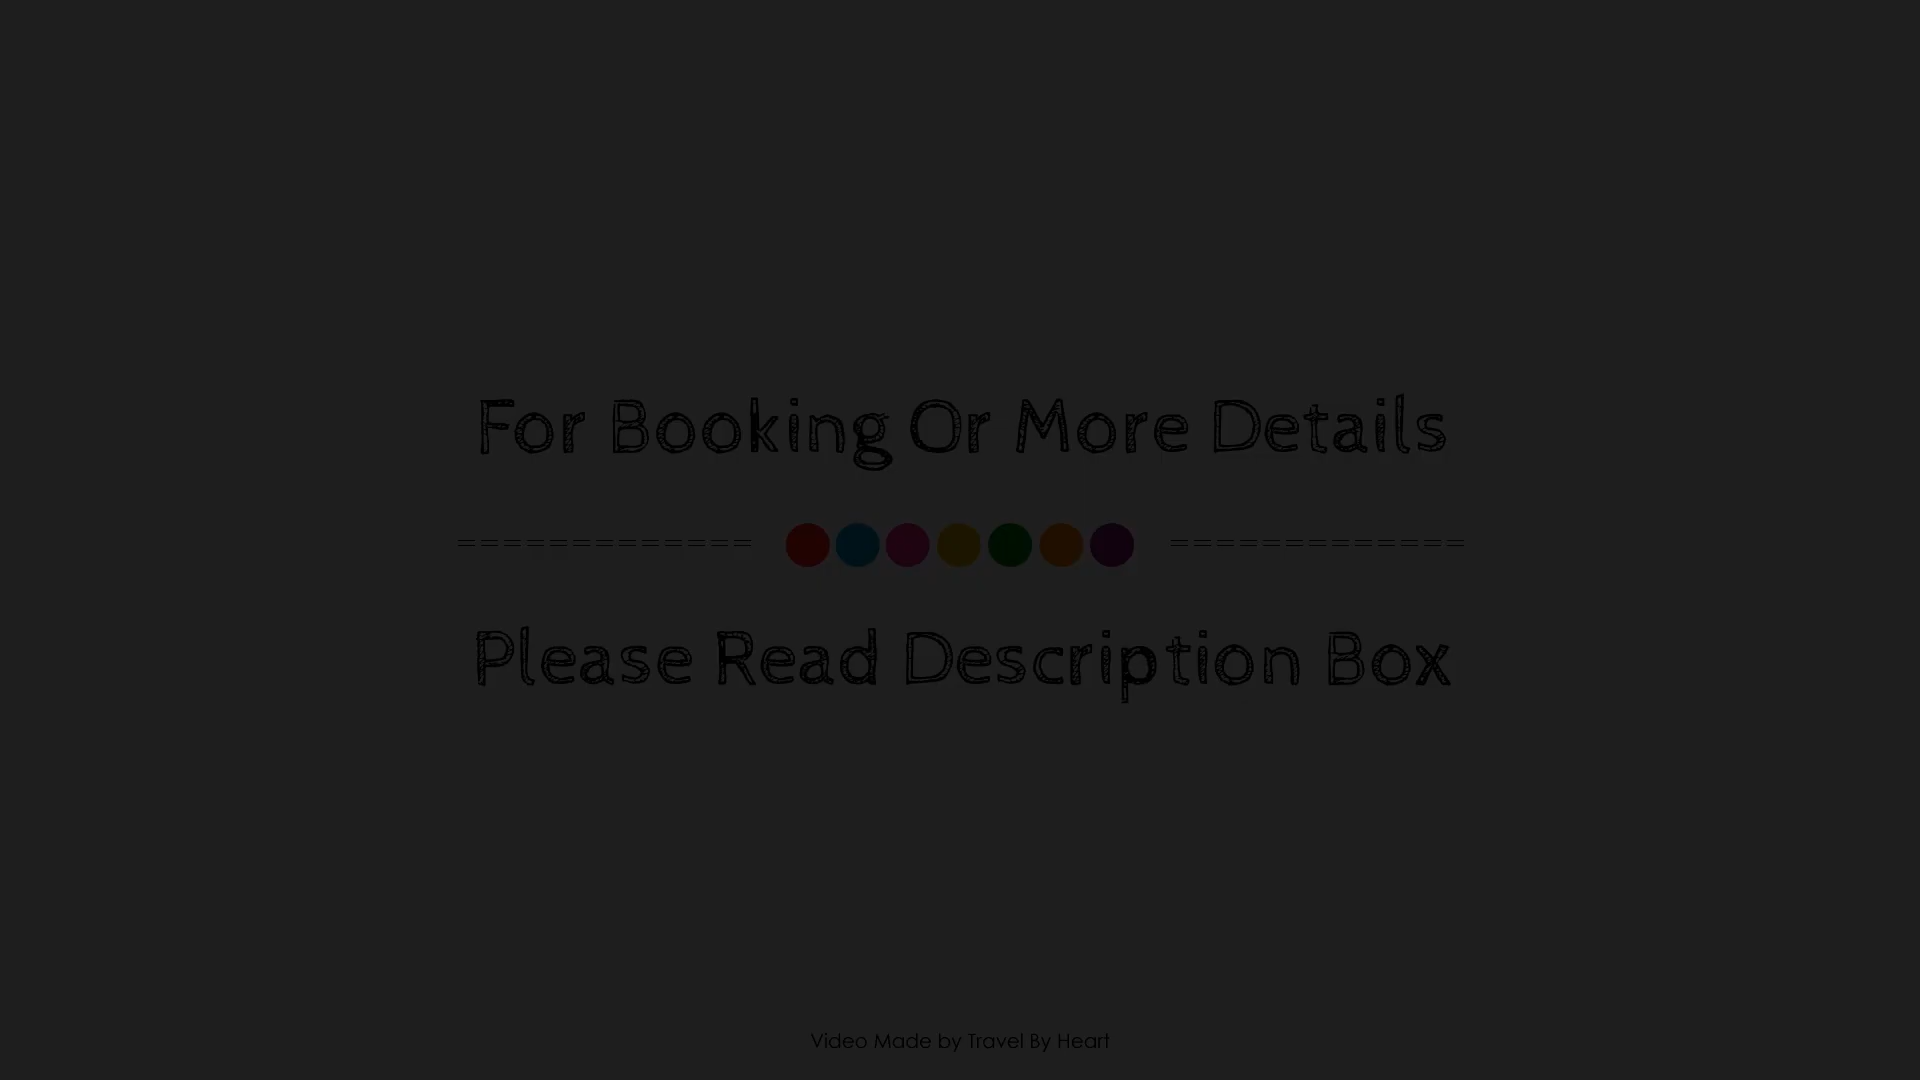 For Booking Or More Details
============= =============
Please Read Description Box
Video Made by Travel By Heart